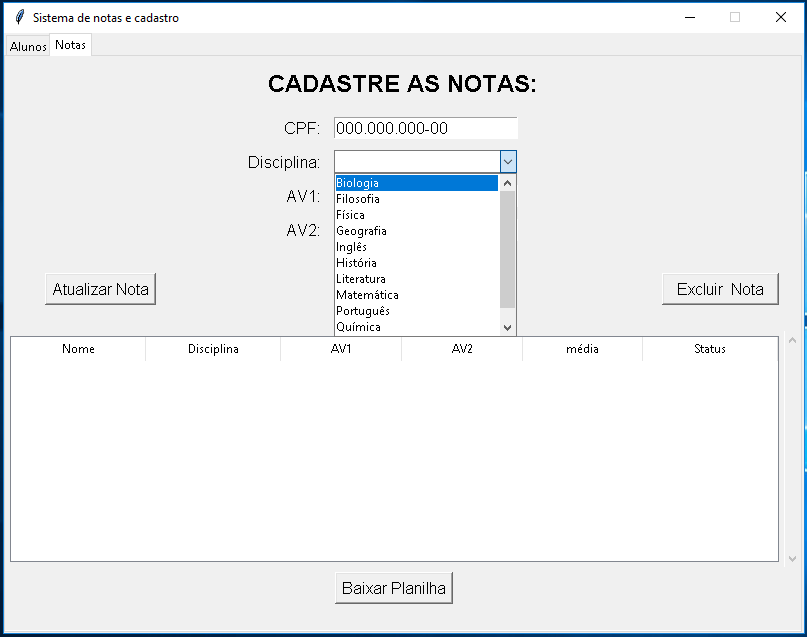 Sistema de notas e cadastro
Alunos Notas
CADASTRE AS NOTAS:
CPF: 000.000.000-00
Disciplina:
Biologia
AV1: Filosofia
Física
AV2: Geografia
Inglês
História
Literatura
Atualizar Nota Matemática Excluir Nota
Português
Química
Nome Disciplina AV1 AV2 média Status
Baixar Planilha